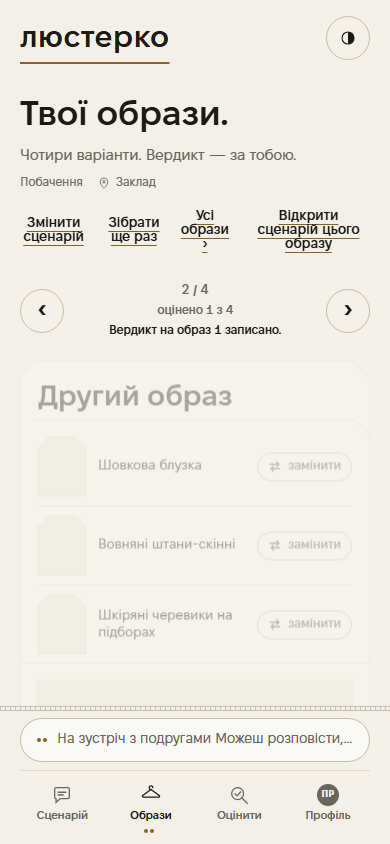 люстерко
Твої образи.
Чотири варіанти. Вердикт — за тобою.
Побачення Заклад
Змінити сценарій
Зібрати ще раз
Усі образи ›
Відкрити сценарій цього образу
‹
2 / 4
оцінено 1 з 4
Вердикт на образ 1 записано.
›
Другий образ
Шовкова блузка
замінити
Вовняні штани-скінні
замінити
Шкіряні черевики на
підборах
замінити
На зустріч з подругами Можеш розповісти,...
Сценарій
Образи
Оцінити
ПР
Профіль